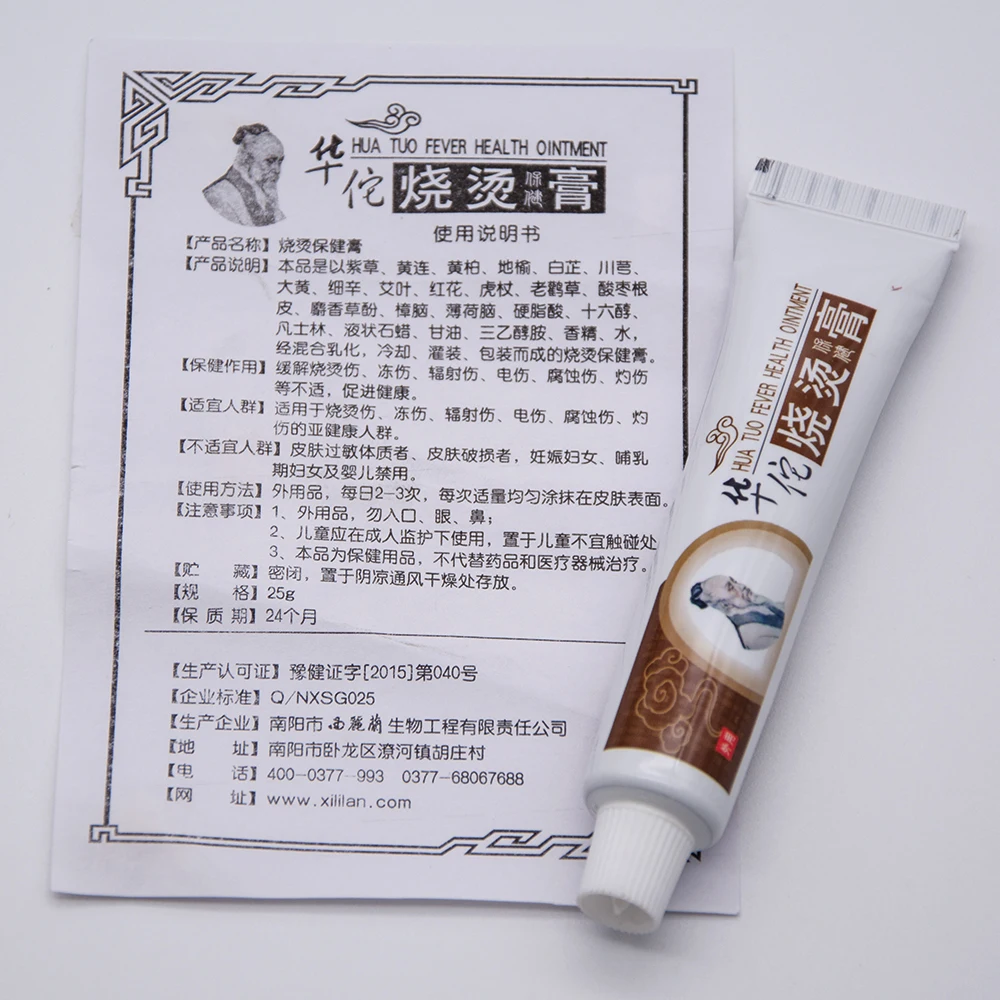 华佗
HUA TUO FEVER HEALTH OINTMENT
烧烫保健膏
使用说明书
【产品名称】烧烫保健膏
【产品说明】本品是以紫草、黄连、黄柏、地榆、白芷、川芎、
大黄、细辛、艾叶、红花、虎杖、老鹳草、酸枣根
皮、麝香草酚、樟脑、薄荷脑、硬脂酸、十六醇、
凡士林、液状石蜡、甘油、三乙醇胺、香精、水，
经混合乳化，冷却、灌装、包装而成的烧烫保健膏。
【保健作用】缓解烧烫伤、冻伤、辐射伤、电伤、腐蚀伤、灼伤
等不适，促进健康。
【适宜人群】适用于烧烫伤、冻伤、辐射伤、电伤、腐蚀伤、灼
伤的亚健康人群。
【不适宜人群】皮肤过敏体质者、皮肤破损者，妊娠妇女、哺乳
期妇女及婴儿禁用。
【使用方法】外用品，每日2-3次，每次适量均匀涂抹在皮肤表面。
【注意事项】1、外用品，勿入口、眼、鼻；
2、儿童应在成人监护下使用，置于儿童不宜触碰处
3、本品为保健用品，不代替药品和医疗器械治疗。
【贮 藏】密闭，置于阴凉通风干燥处存放。
【规 格】25g
【保 质 期】24个月
【生产认可证】豫健证字[2015]第040号
【企业标准】Q/NXSG025
【生产企业】南阳市西麗蘭生物工程有限责任公司
【地 址】南阳市卧龙区潦河镇胡庄村
【电 话】400-0377-993 0377-68067688
【网 址】www.xililan.com
华佗
HUA TUO FEVER HEALTH OINTMENT
烧烫保健膏